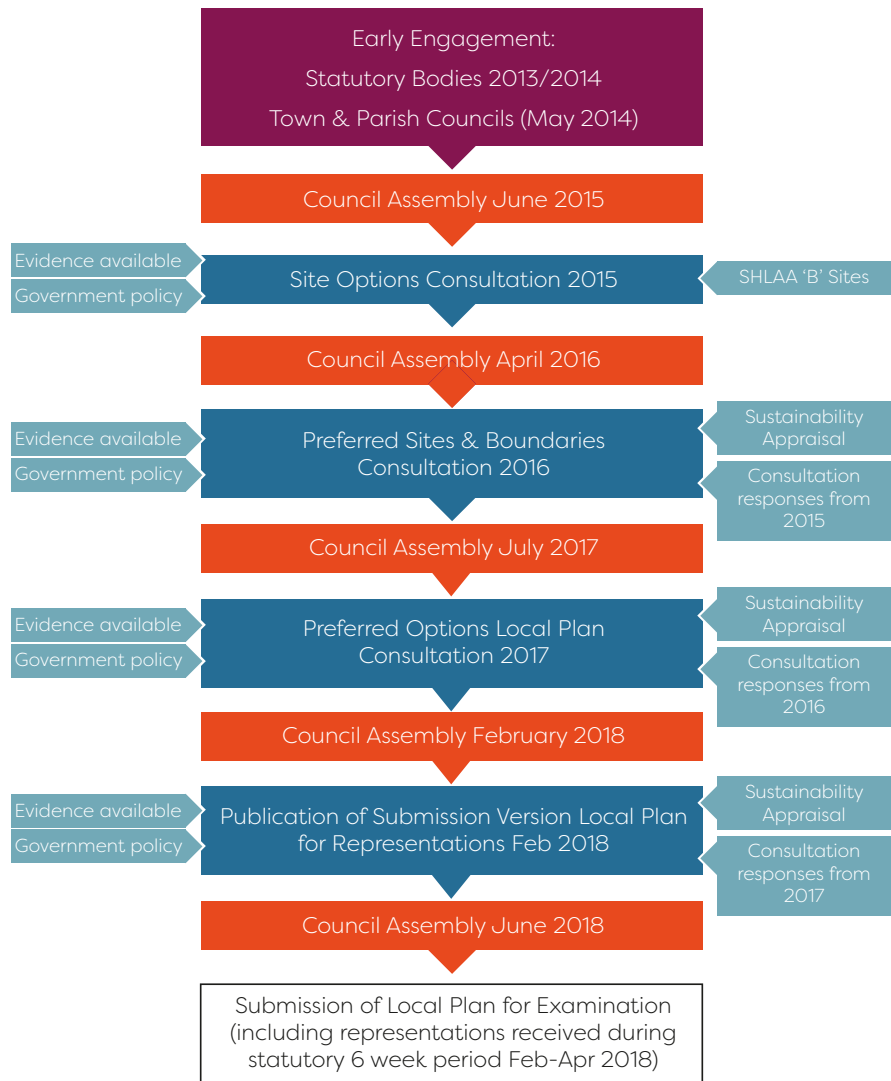 Early Engagement:
Statutory Bodies 2013/2014
Town & Parish Councils (May 2014)
Council Assembly June 2015
Evidence available
Government policy
Site Options Consultation 2015
SHLAA ‘B’ Sites
Council Assembly April 2016
Evidence available
Government policy
Preferred Sites & Boundaries
Consultation 2016
Sustainability
Appraisal
Consultation
responses from
2015
Council Assembly July 2017
Evidence available
Government policy
Preferred Options Local Plan
Consultation 2017
Sustainability
Appraisal
Consultation
responses from
2016
Council Assembly February 2018
Evidence available
Government policy
Publication of Submission Version Local Plan
for Representations Feb 2018
Sustainability
Appraisal
Consultation
responses from
2017
Council Assembly June 2018
Submission of Local Plan for Examination
(including representations received during
statutory 6 week period Feb-Apr 2018)